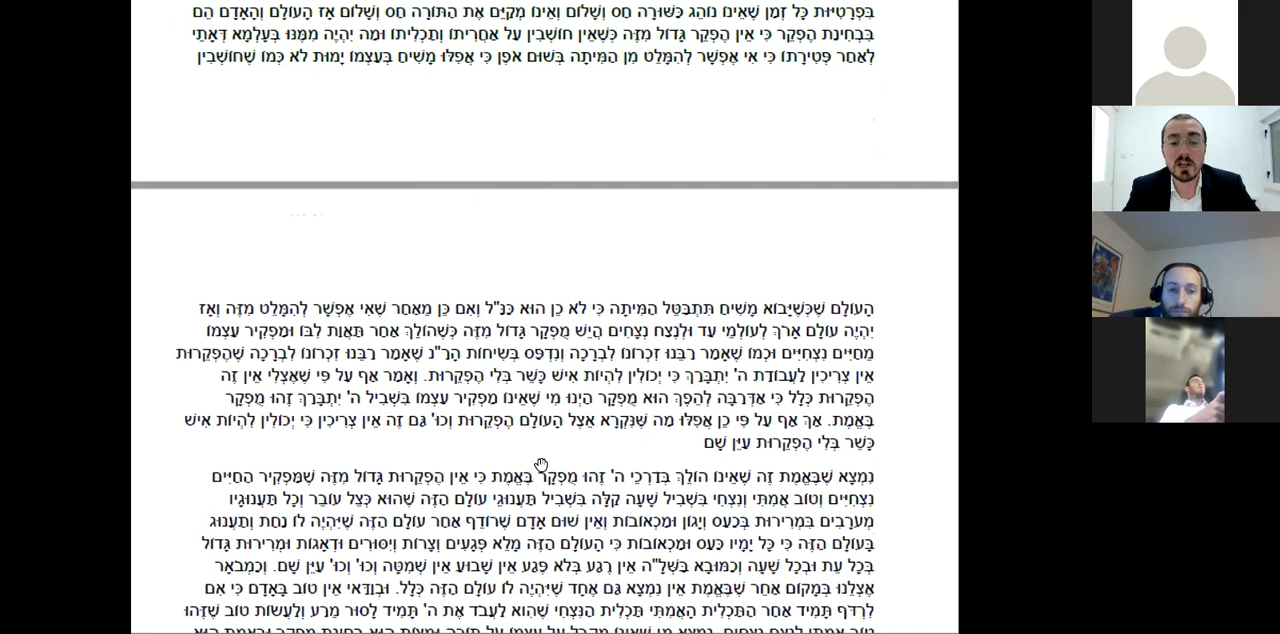 בִּפְרָטִיּוּת כָּל זְמַן שֶׁאֵינוֹ נוֹהֵג כַּשּׁוּרָה חַס וְשָׁלוֹם וְאֵינוֹ מְקַיֵּם אֶת הַתּוֹרָה חַס וְשָׁלוֹם אָז הָעוֹלָם וְהָאָדָם הֵם
בִּבְחִינַת הֶפְקֵר כִּי אֵין הֶפְקֵר גָּדוֹל מִזֶּה כְּשֶׁאֵין חוֹשְׁבִין עַל אַחֲרִיתוֹ וְתַכְלִיתוֹ וּמַה יִּהְיֶה מִמֶּנּוּ בְּעָלְמָא דְּאָתֵי
לְאַחַר פְּטִירָתוֹ כִּי אִי אֶפְשָׁר לְהִמָּלֵט מִן הַמִּיתָה בְּשׁוּם אֹפֶן כִּי אֲפִלּוּ מָשִׁיחַ בְּעַצְמוֹ יָמוּת לֹא כְּמוֹ שֶׁחוֹשְׁבִין
הָעוֹלָם שֶׁכְּשֶׁיָּבוֹא מָשִׁיחַ תִּתְבַּטֵּל הַמִּיתָה כִּי לֹא כֵן הוּא כַּנַּ"ל וְאִם כֵּן מֵאַחַר שֶׁאִי אֶפְשָׁר לְהִמָּלֵט מִזֶּה וְאָז
יִהְיֶה עוֹלָם אָרֹךְ לְעוֹלְמֵי עַד וּלְנֵצַח נְצָחִים הֲיֵשׁ מֻפְקָר גָּדוֹל מִזֶּה כְּשֶׁהוֹלֵךְ אַחַר תַּאֲוֹת לִבּוֹ וּמַפְקִיר עַצְמוֹ
מֵחַיִּים נִצְחִיִּים וּכְמוֹ שֶׁאָמַר רַבֵּנוּ זִכְרוֹנוֹ לִבְרָכָה וְנִדְפַּס בְּשִׂיחוֹת הָרַ"נ שֶׁאָמַר רַבֵּנוּ זִכְרוֹנוֹ לִבְרָכָה שֶׁהֶפְקֵרוּת
אֵין צְרִיכִין לַעֲבוֹדַת ה' יִתְבָּרַךְ כִּי יְכוֹלִין לִהְיוֹת אִישׁ כָּשֵׁר בְּלִי הֶפְקֵרוּת. וְאָמַר אַף עַל פִּי שֶׁאֶצְלִי אֵין זֶה
הֶפְקֵרוּת כְּלָל כִּי אַדְּרַבָּה לְהֵפֶךְ הוּא מֻפְקָר הַיְנוּ מִי שֶׁאֵינוֹ מַפְקִיר עַצְמוֹ בִּשְׁבִיל ה' יִתְבָּרַךְ זֶהוּ מֻפְקָר
בֶּאֱמֶת. אַךְ אַף עַל פִּי כֵן אֲפִלּוּ מַה שֶּׁנִּקְרָא אֵצֶל הָעוֹלָם הֶפְקֵרוּת וְכוּ' גַּם זֶה אֵין צְרִיכִין כִּי יְכוֹלִין לִהְיוֹת אִישׁ
כָּשֵׁר בְּלִי הֶפְקֵרוּת עַיֵּן שָׁם
נִמְצָא שֶׁבֶּאֱמֶת זֶה שֶׁאֵינוֹ הוֹלֵךְ בְּדַרְכֵי ה' זֶהוּ מֻפְקָר בֶּאֱמֶת כִּי אֵין הֶפְקֵרוּת גָּדוֹל מִזֶּה שֶׁמַּפְקִיר הַחַיִּים
נִצְחִיִּים וְטוֹב אֲמִתִּי וְנִצְחִי בִּשְׁבִיל שָׁעָה קַלָּה בִּשְׁבִיל תַּעֲנוּגֵי עוֹלָם הַזֶּה שֶׁהוּא כְּצֵל עוֹבֵר וְכָל תַּעֲנוּגָיו
מְעֹרָבִים בִּמְרִירוּת בְּכַעַס וְיָגוֹן וּמַכְאוֹבוֹת וְאֵין שׁוּם אָדָם שֶׁרוֹדֵף אַחַר עוֹלָם הַזֶּה שֶׁיִּהְיֶה לוֹ נַחַת וְתַעֲנוּג
בָּעוֹלָם הַזֶּה כִּי כָל יָמָיו כַּעַס וּמַכְאוֹבוֹת כִּי הָעוֹלָם הַזֶּה מָלֵא פְּגָעִים וְצָרוֹת וְיִסּוּרִים וּדְאָגוֹת וּמְרִירוּת גָּדוֹל
בְּכָל עֵת וּבְכָל שָׁעָה וְכַמּוּבָא בַּשְּׁלָ"ה אֵין רֶגַע בְּלֹא פֶּגַע אֵין שָׁבוּעַ אֵין שְׁמִטָּה וְכוּ' וְכוּ' עַיֵּן שָׁם. וְכַמְבֹאָר
אֶצְלֵנוּ בְּמָקוֹם אַחֵר שֶׁבֶּאֱמֶת אֵין נִמְצָא גַּם אֶחָד שֶׁיִּהְיֶה לוֹ עוֹלָם הַזֶּה כְּלָל. וּבְוַדַּאי אֵין טוֹב בָּאָדָם כִּי אִם
לִרְדֹּף תָּמִיד אַחַר הַתַּכְלִית הָאֲמִתִּי תַּכְלִית הַנִּצְחִי שֶׁהוּא לַעֲבֹד אֶת ה' תָּמִיד לָסוּר מֵרָע וְלַעֲשׂוֹת טוֹב שֶׁזֶּהוּ